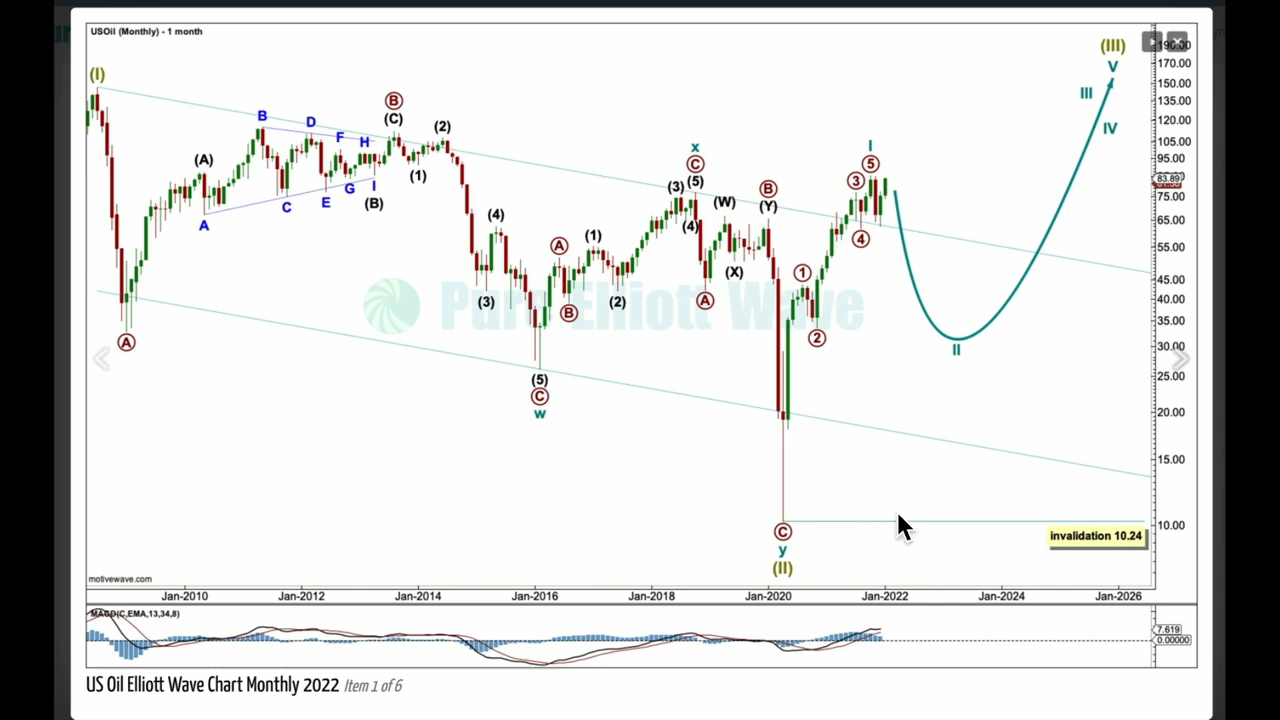 USOil (Monthly) - 1 month
(I)
(III)
V
III
IV
190.00
170.00
150.00
135.00
120.00
105.00
95.00
83.89
75.00
65.00
55.00
45.00
40.00
35.00
30.00
25.00
20.00
15.00
10.00
B
D
F
H
B
(C)
(2)
(A)
(1)
A
C
E
G
I
(B)
x
C
(5)
(3)
(4)
(W)
B
(Y)
I
5
3
4
(4)
A
(1)
(3)
B
(2)
A
(X)
1
2
II
A
Pure Elliott Wave
(5)
C
w
C
y
(II)
invalidation 10.24
motivewave.com
Jan-2010 Jan-2012 Jan-2014 Jan-2016 Jan-2018 Jan-2020 Jan-2022 Jan-2024 Jan-2026
MACD(C,EMA,13,34,8)
7.619
0.00000
US Oil Elliott Wave Chart Monthly 2022 Item 1 of 6